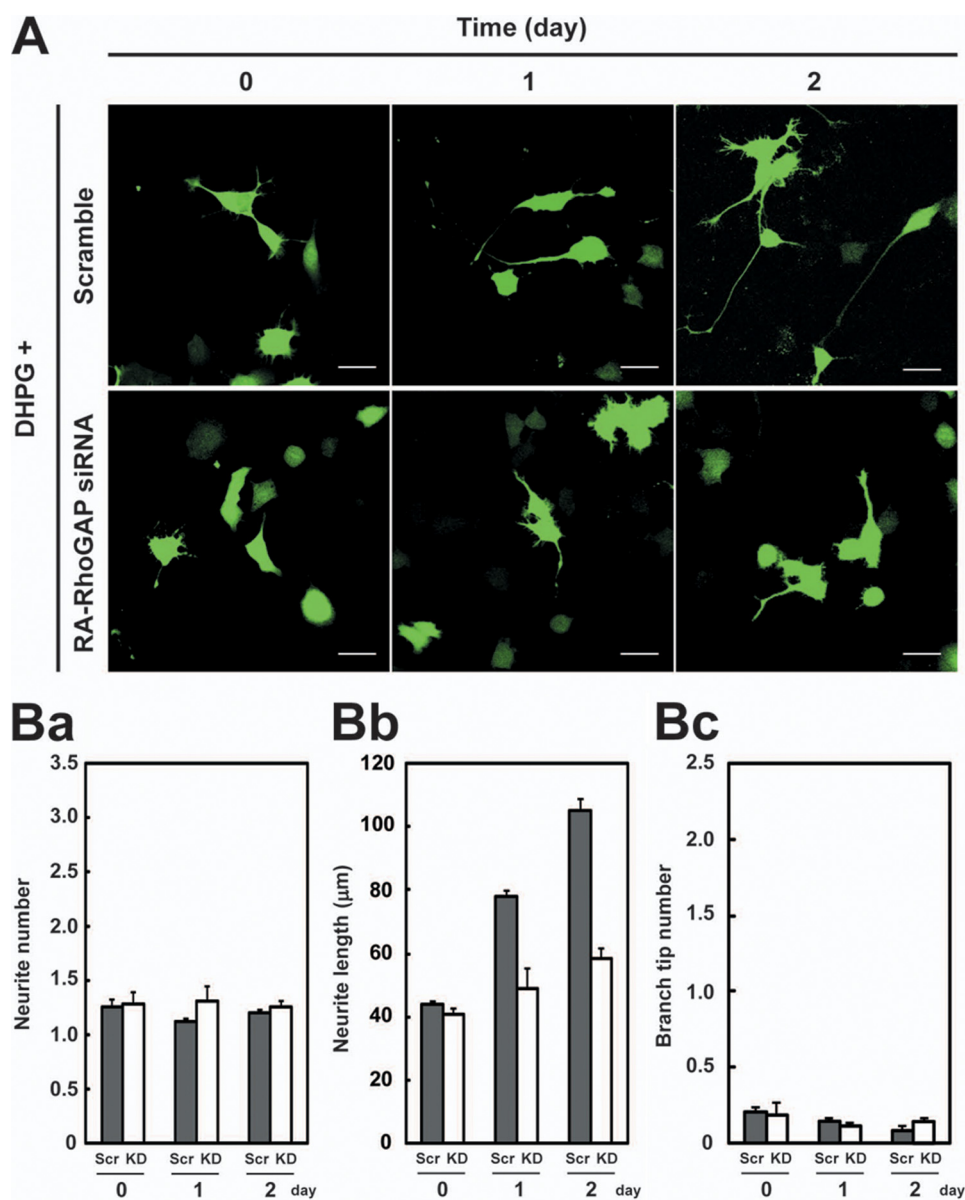 A
Time (day)
0 1 2
DHPG +
Scramble
RA-RhoGAP siRNA
Ba
Neurite number
3.5
3.0
2.5
2.0
1.5
1.0
0.5
0
Scr KD Scr KD Scr KD
0 1 2 day
Bb
Neurite length (μm)
120
100
80
60
40
20
0
Scr KD Scr KD Scr KD
0 1 2 day
Bc
Branch tip number
2.5
2.0
1.5
1.0
0.5
0
Scr KD Scr KD Scr KD
0 1 2 day